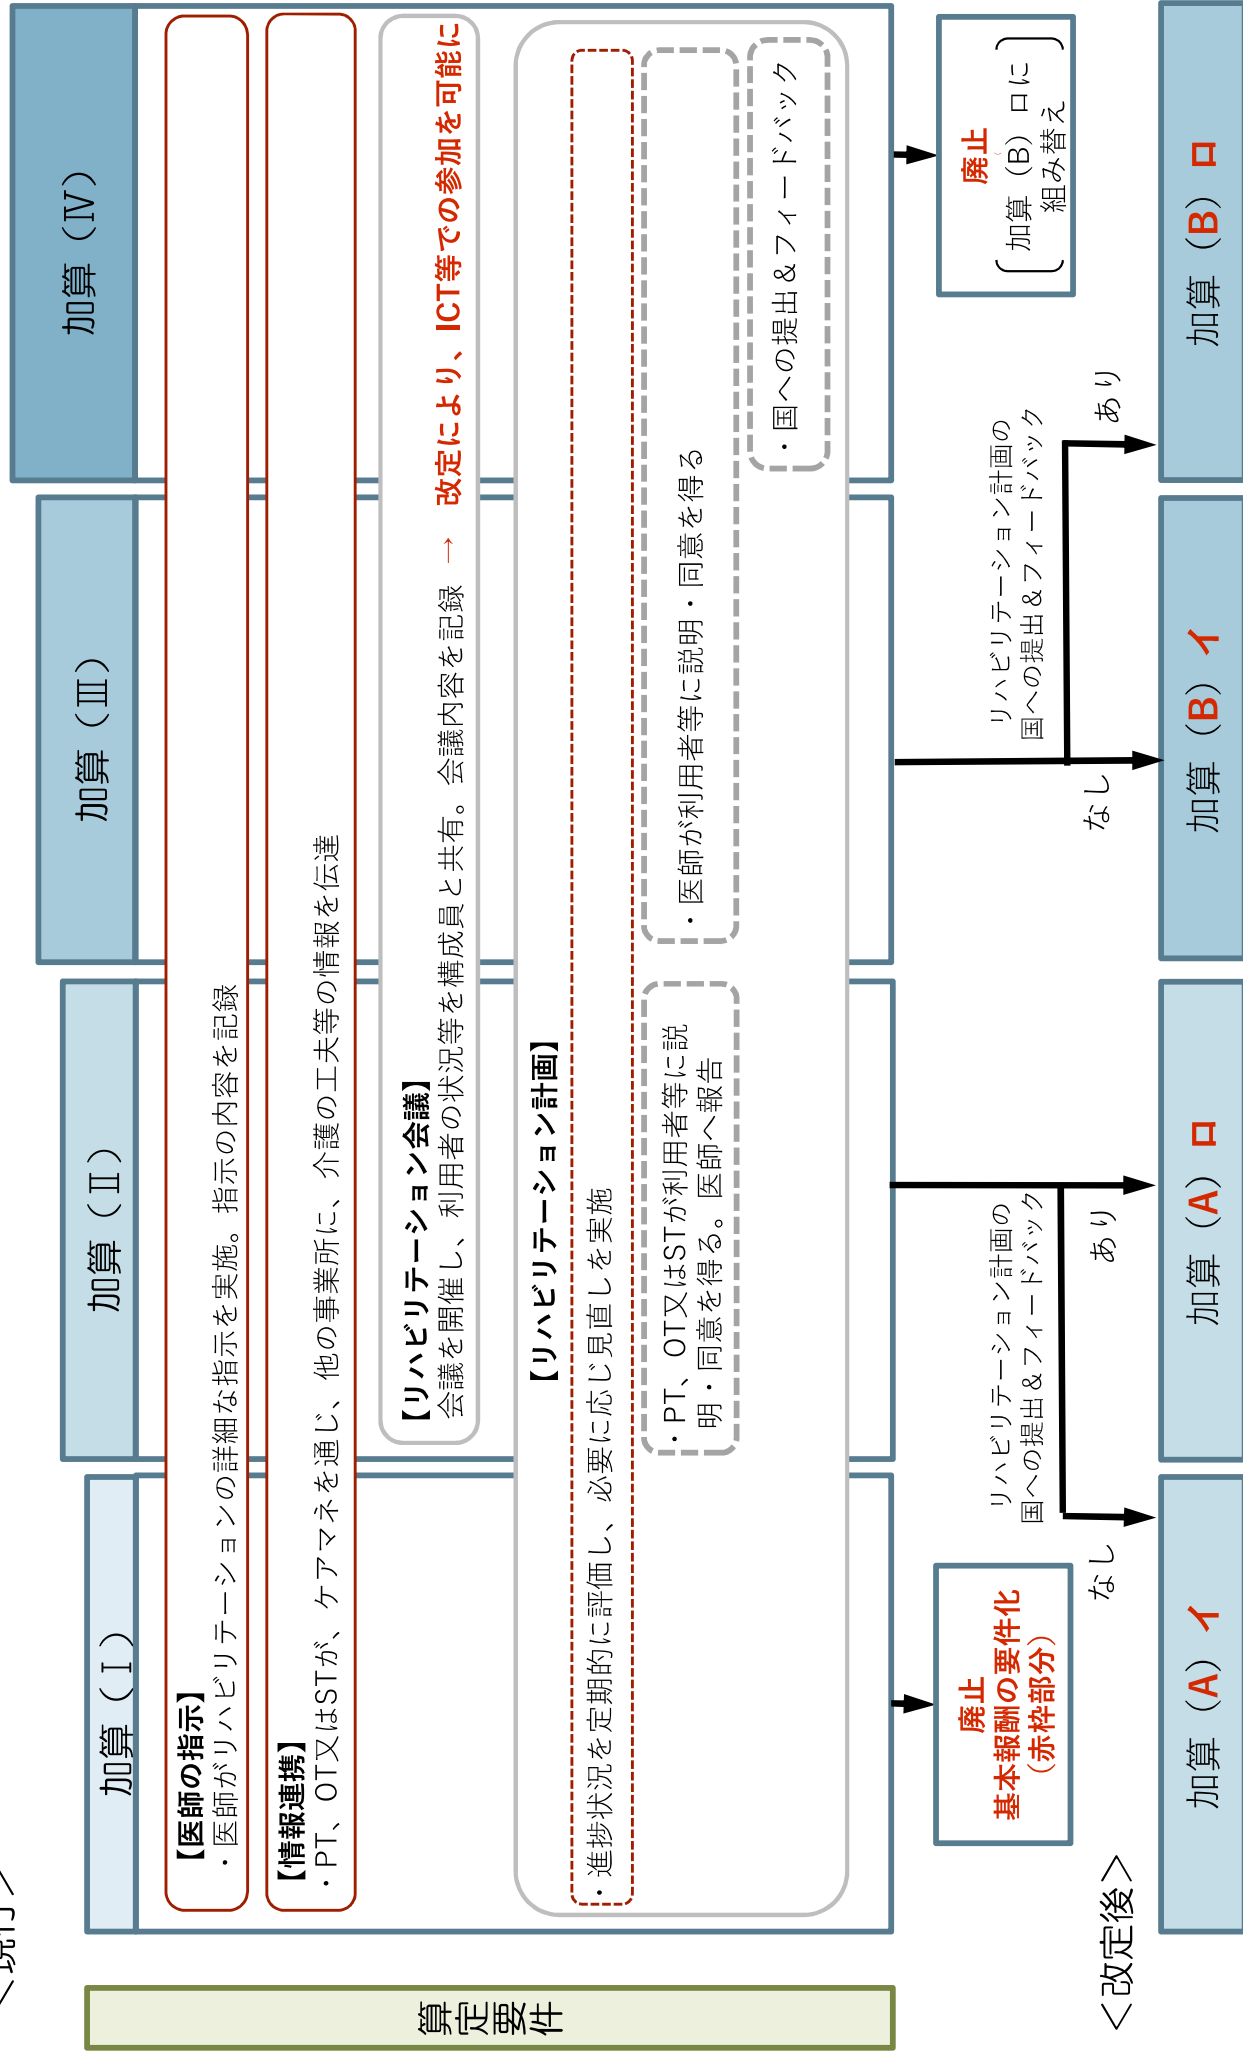 <現行>
加算（Ⅰ）
加算（Ⅱ）
加算（Ⅲ）
加算（Ⅳ）
算定要件
【医師の指示】
・医師がリハビリテーションの詳細な指示を実施。指示の内容を記録
【情報連携】
・PT、OT又はSTが、ケアマネを通じ、他の事業所に、介護の工夫等の情報を伝達
【リハビリテーション会議】
会議を開催し、利用者の状況等を構成員と共有。会議内容を記録 → 改定により、ICT等での参加を可能に
【リハビリテーション計画】
・進捗状況を定期的に評価し、必要に応じ見直しを実施
・PT、OT又はSTが利用者等に説
明・同意を得る。医師へ報告
・医師が利用者等に説明・同意を得る
・国への提出＆フィードバック
廃止
基本報酬の要件化
（赤枠部分）
リハビリテーション計画の
国への提出＆フィードバック
なし
あり
リハビリテーション計画の
国への提出＆フィードバック
なし
あり
廃止
加算（B）ロに
組み替え
<改定後>
加算（A）イ
加算（A）ロ
加算（B）イ
加算（B）ロ